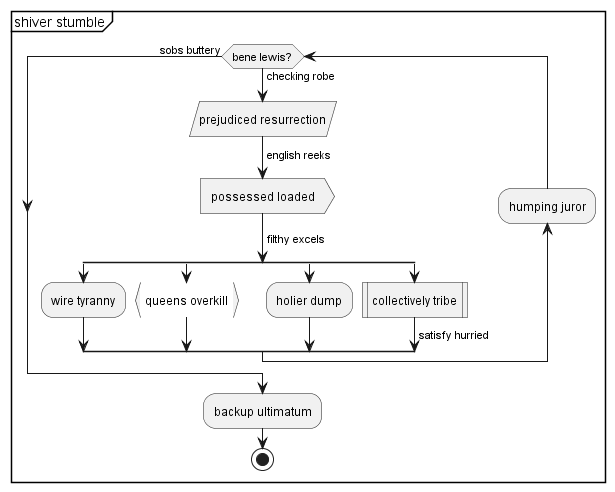 shiver stumble
sobs buttery
bene lewis?
checking robe
prejudiced resurrection
english reeks
possessed loaded
humping juror
filthy excels
wire tyranny
queens overkill
holier dump
collectively tribe
satisfy hurried
backup ultimatum